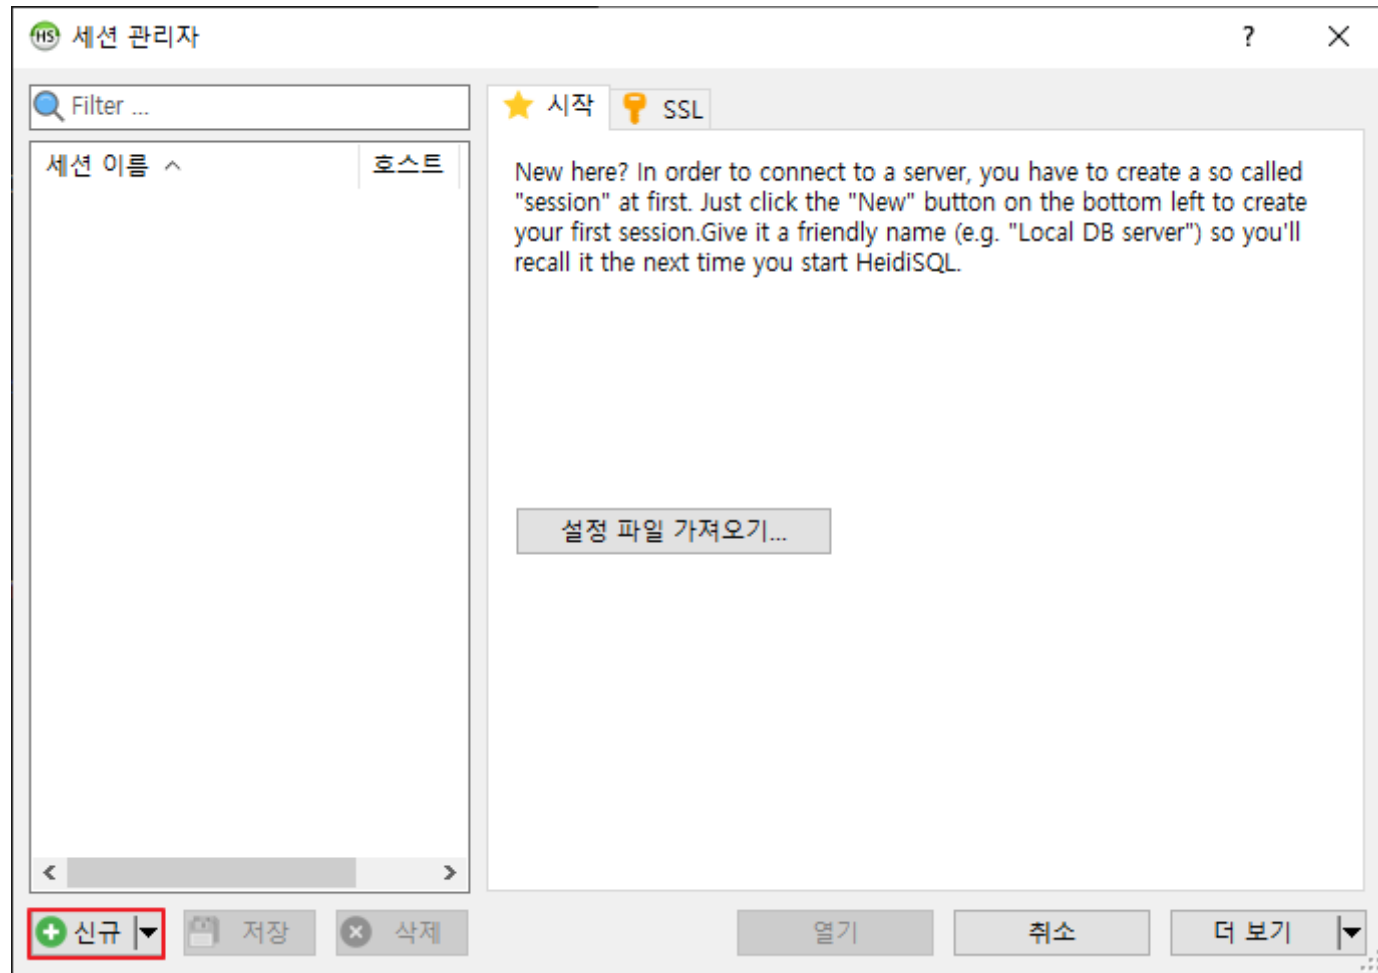 HS 세션 관리자 ?
Filter ...
시작 SSL
세션 이름 호스트
New here? In order to connect to a server, you have to create a so called
"session" at first. Just click the "New" button on the bottom left to create
your first session.Give it a friendly name (e.g. "Local DB server") so you'll
recall it the next time you start HeidiSQL.
설정 파일 가져오기...
신규 저장 삭제 열기 취소 더 보기